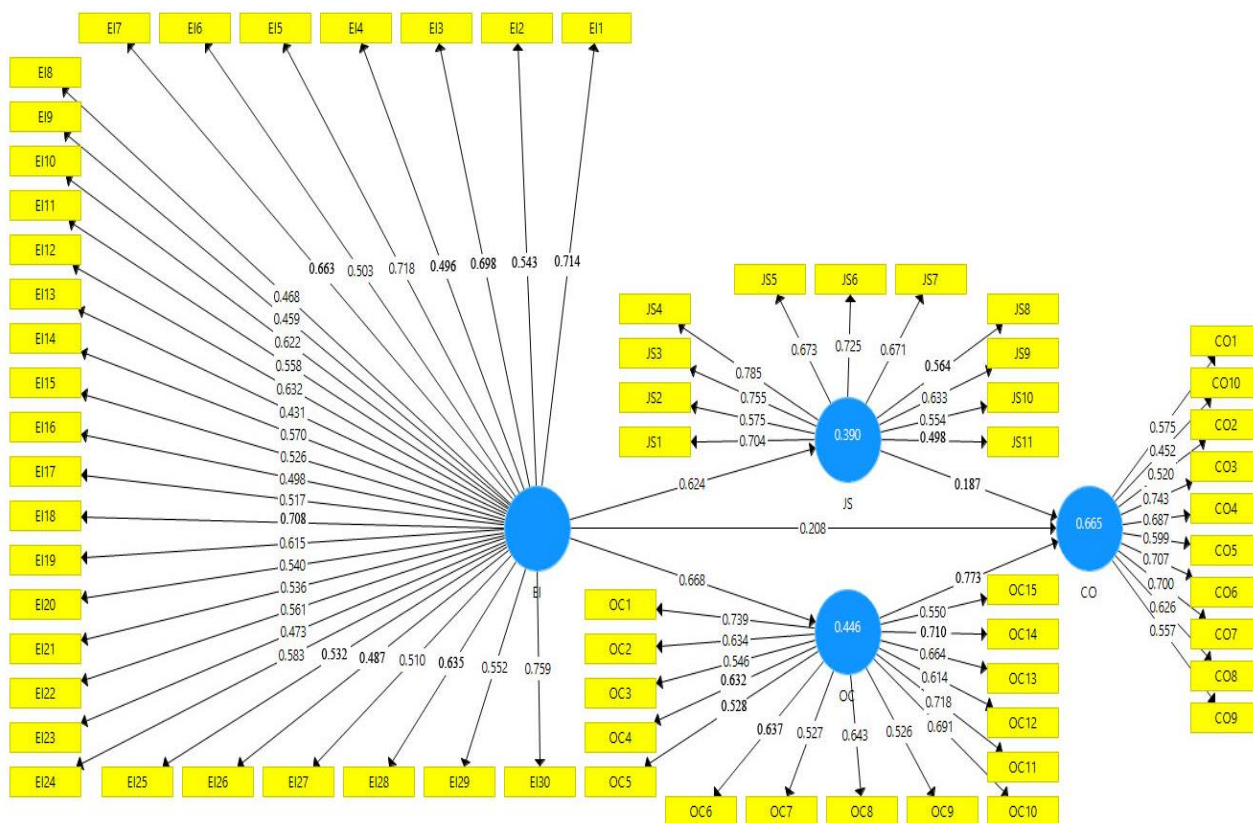 EI7 EI6 EI5 EI4 EI3 EI2 EI1
EI8
EI9
EI10
EI11
EI12
EI13
EI14
EI15
EI16
EI17
EI18
EI19
EI20
EI21
EI22
EI23
EI24
EI25 EI26 EI27 EI28 EI29 EI30
0.663 0.503 0.718 0.496 0.698 0.543 0.714
0.468
0.459
0.622
0.558
0.632
0.431
0.570
0.526
0.498
0.517
0.708
0.615
0.540
0.536
0.561
0.473
0.583 0.532 0.487 0.510 0.635 0.552 0.759
EI
0.624
0.208
0.668
JS5 JS6 JS7
JS4 JS8
JS3 JS9
JS2 JS10
JS1 JS11
0.673 0.725 0.671
0.785 0.564
0.755 0.633
0.575 0.554
0.704 0.498
0.390
JS
0.187
0.773
OC1 OC15
OC2 OC14
OC3 OC13
OC4 OC12
OC5 OC11
OC6 OC7 OC8 OC9 OC10
0.739 0.550
0.634 0.710
0.546 0.664
0.632 0.614
0.528 0.718
0.637 0.527 0.643 0.526 0.691
0.446
OC
0.665
CO
CO1
CO10
CO2
CO3
CO4
CO5
CO6
CO7
CO8
CO9
0.575
0.452
0.520
0.743
0.687
0.599
0.707
0.700
0.626
0.557